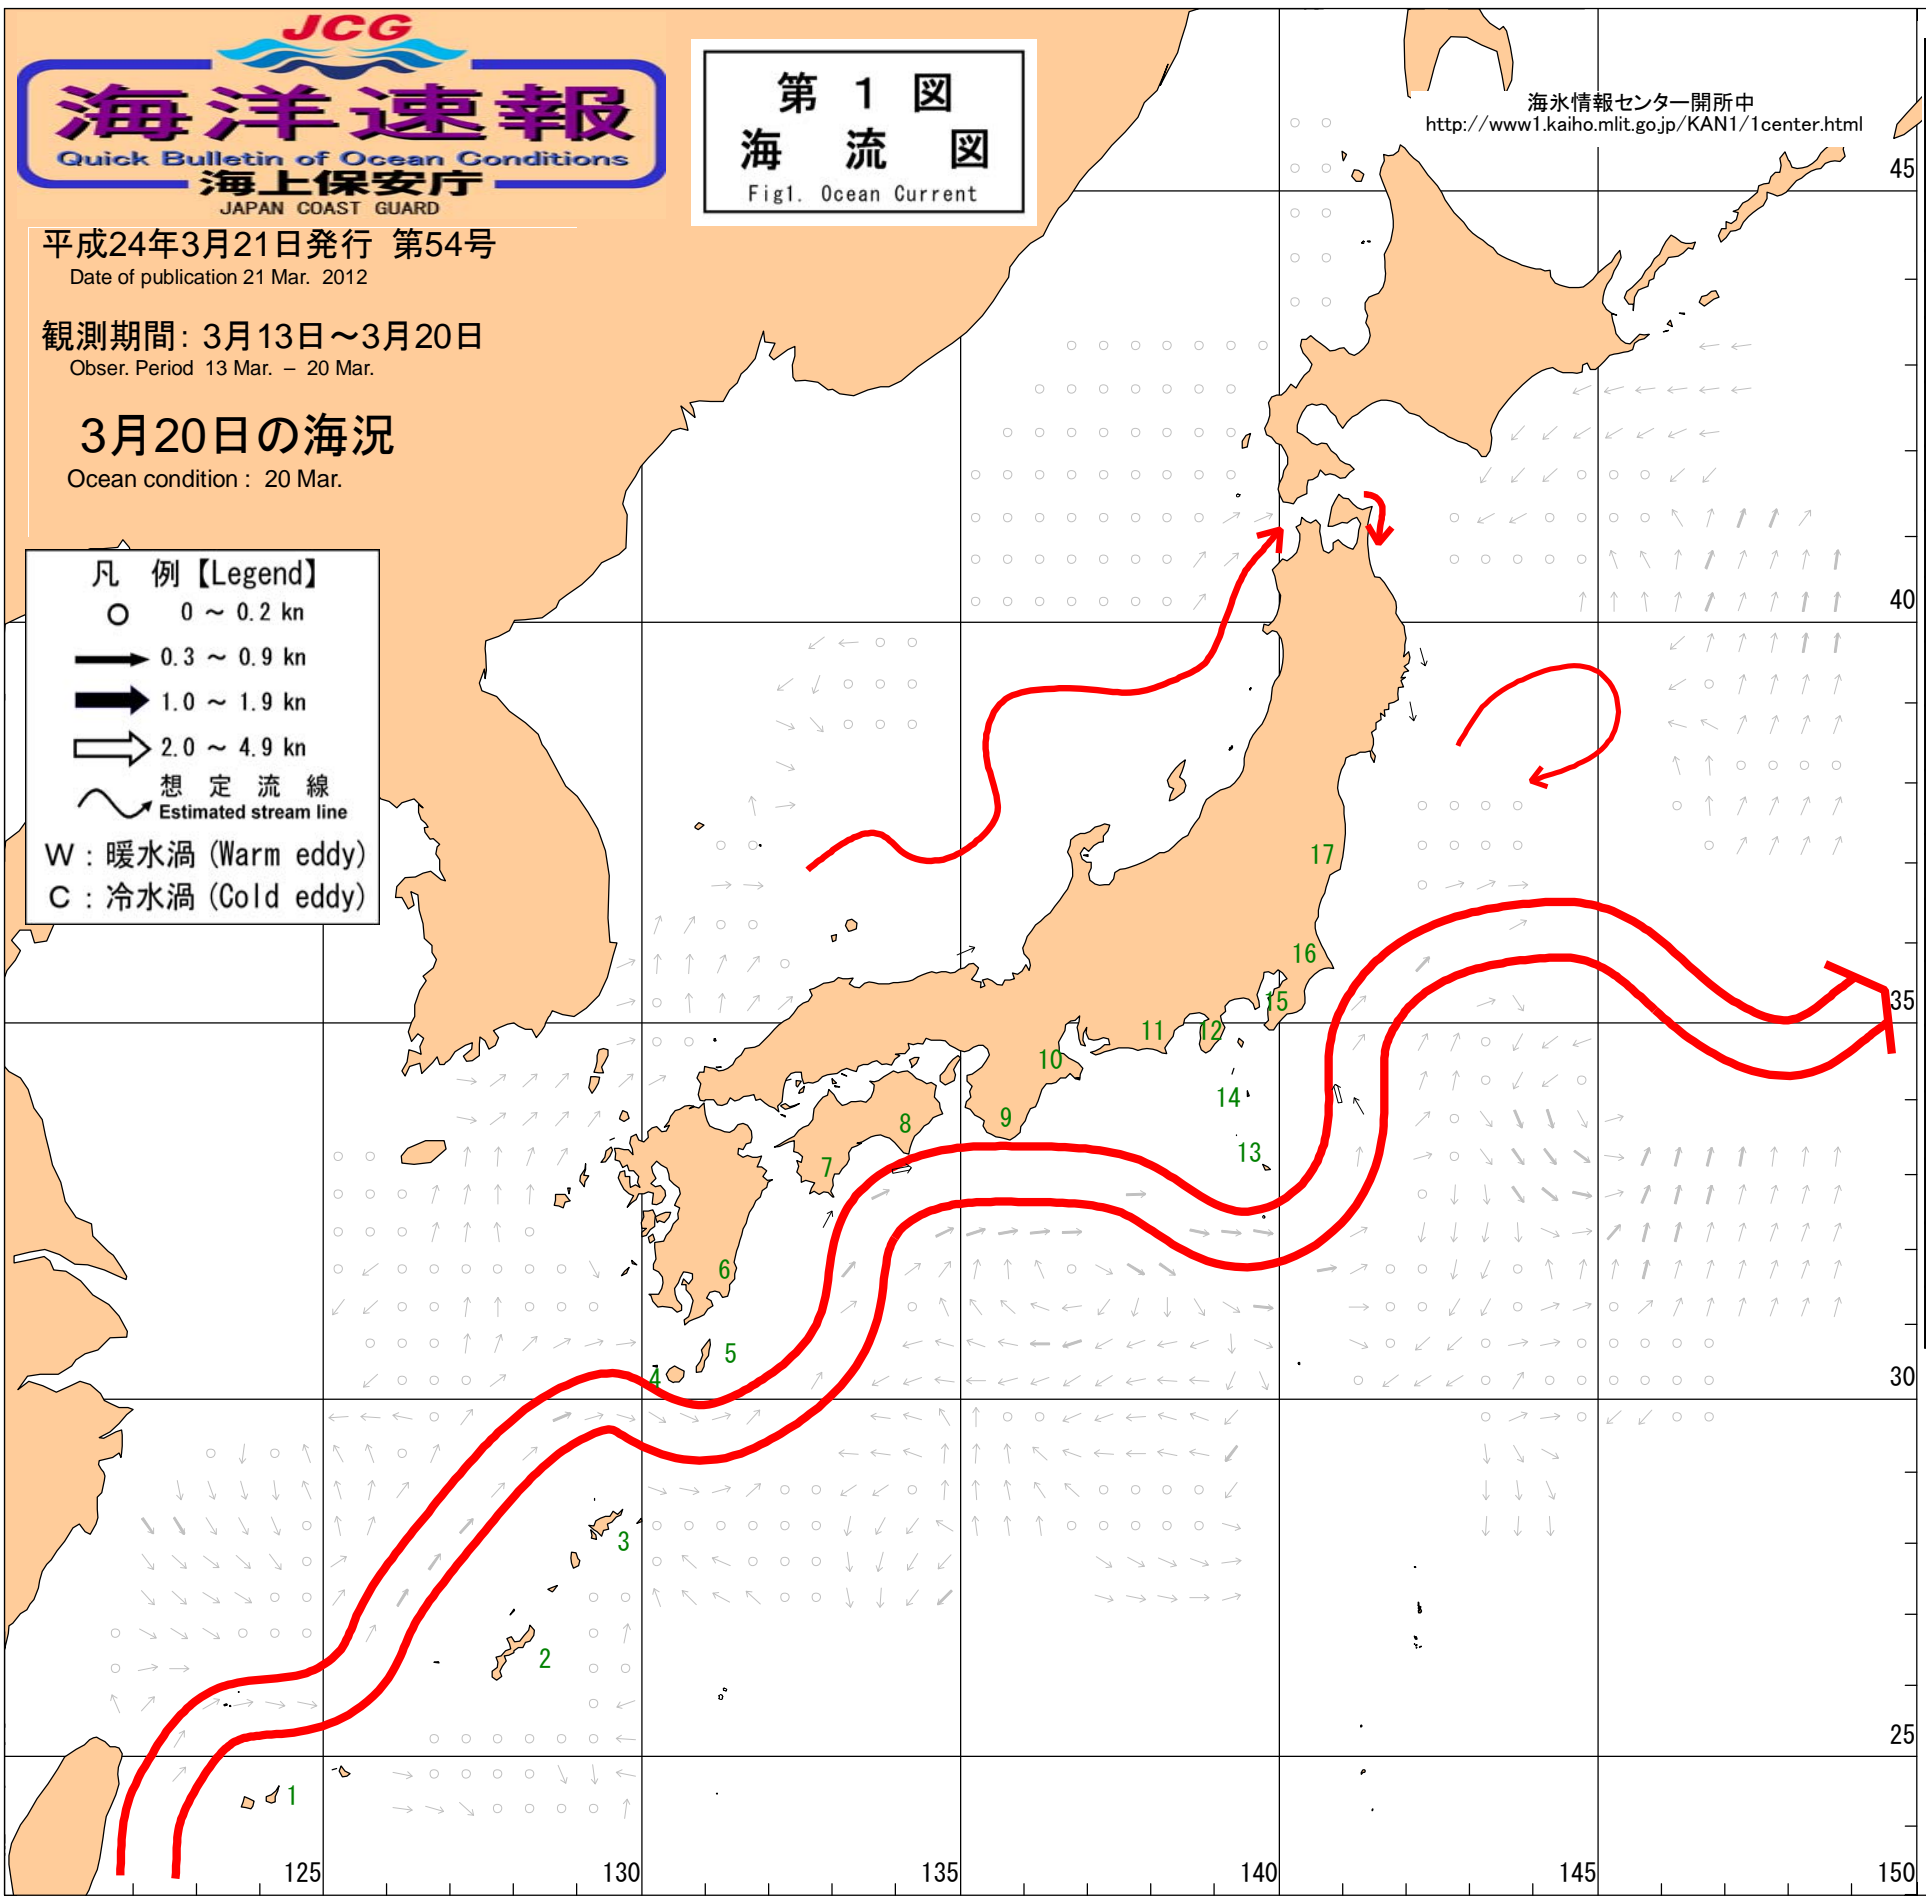 JCG
海洋速報
Quick Bulletin of Ocean Conditions
海上保安庁
JAPAN COAST GUARD
第 1 図
海 流 図
Fig1. Ocean Current
海氷情報センター開所中
http://www1.kaiho.mlit.go.jp/KAN1/1center.html
平成24年3月21日発行 第54号
Date of publication 21 Mar. 2012
観測期間: 3月13日～3月20日
Obser. Period 13 Mar. – 20 Mar.
3月20日の海況
Ocean condition : 20 Mar.
凡 例【Legend】
0 ～ 0.2 kn
0.3 ～ 0.9 kn
1.0 ～ 1.9 kn
2.0 ～ 4.9 kn
想 定 流 線
Estimated stream line
W : 暖水渦 (Warm eddy)
C : 冷水渦 (Cold eddy)
45
40
17
16
35
15
11
12
10
14
8
9
13
7
6
5
4
30
3
2
25
1
125
130
135
140
145
150